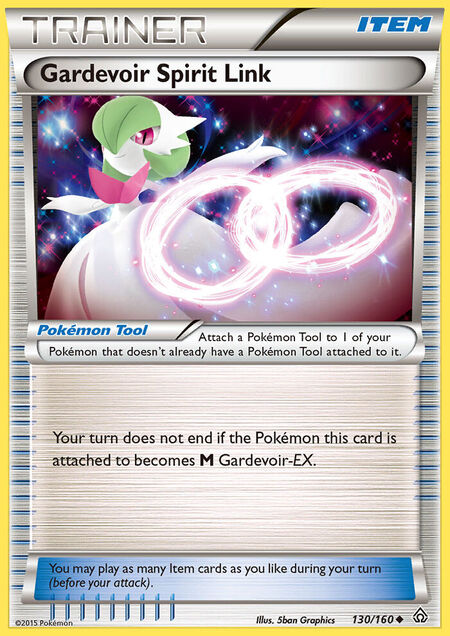 TRAINER
ITEM
Gardevoir Spirit Link
Pokémon Tool
Attach a Pokémon Tool to 1 of your
Pokémon that doesn't already have a Pokémon Tool attached to it.
Your turn does not end if the Pokémon this card is
attached to becomes M Gardevoir-EX.
You may play as many Item cards as you like during your turn
(before your attack).
©2015 Pokémon
Illus. 5ban Graphics
130/160